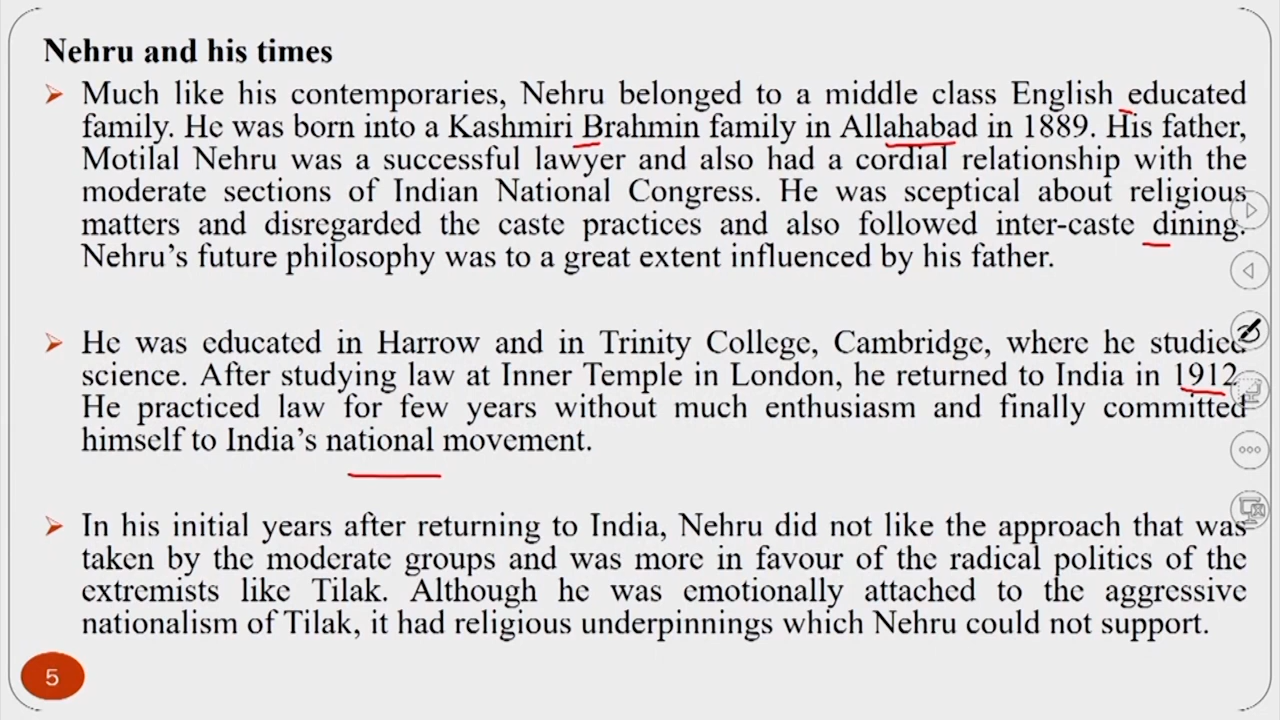 Nehru and his times
➢ Much like his contemporaries, Nehru belonged to a middle class English educated
family. He was born into a Kashmiri Brahmin family in Allahabad in 1889. His father,
Motilal Nehru was a successful lawyer and also had a cordial relationship with the
moderate sections of Indian National Congress. He was sceptical about religious
matters and disregarded the caste practices and also followed inter-caste dining.
Nehru’s future philosophy was to a great extent influenced by his father.
➢ He was educated in Harrow and in Trinity College, Cambridge, where he studied
science. After studying law at Inner Temple in London, he returned to India in 1912.
He practiced law for few years without much enthusiasm and finally committed
himself to India’s national movement.
➢ In his initial years after returning to India, Nehru did not like the approach that was
taken by the moderate groups and was more in favour of the radical politics of the
extremists like Tilak. Although he was emotionally attached to the aggressive
nationalism of Tilak, it had religious underpinnings which Nehru could not support.
5